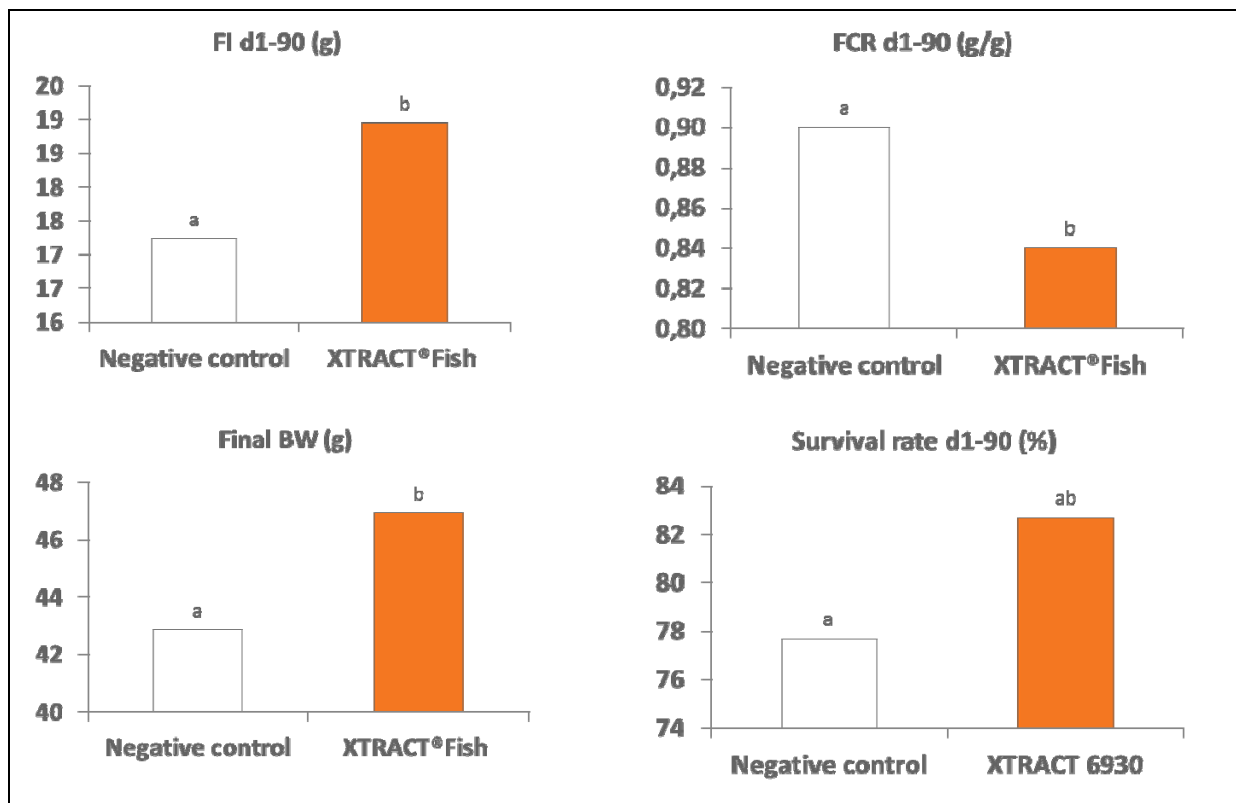 FI d1-90 (g)
20
19
19
18
18
17
17
16
a
b
Negative control
XTRACT®Fish
FCR d1-90 (g/g)
0,92
0,90
0,88
0,86
0,84
0,82
0,80
a
b
Negative control
XTRACT®Fish
Final BW (g)
48
46
44
42
40
a
b
Negative control
XTRACT®Fish
Survival rate d1-90 (%)
84
82
80
78
76
74
a
ab
Negative control
XTRACT 6930